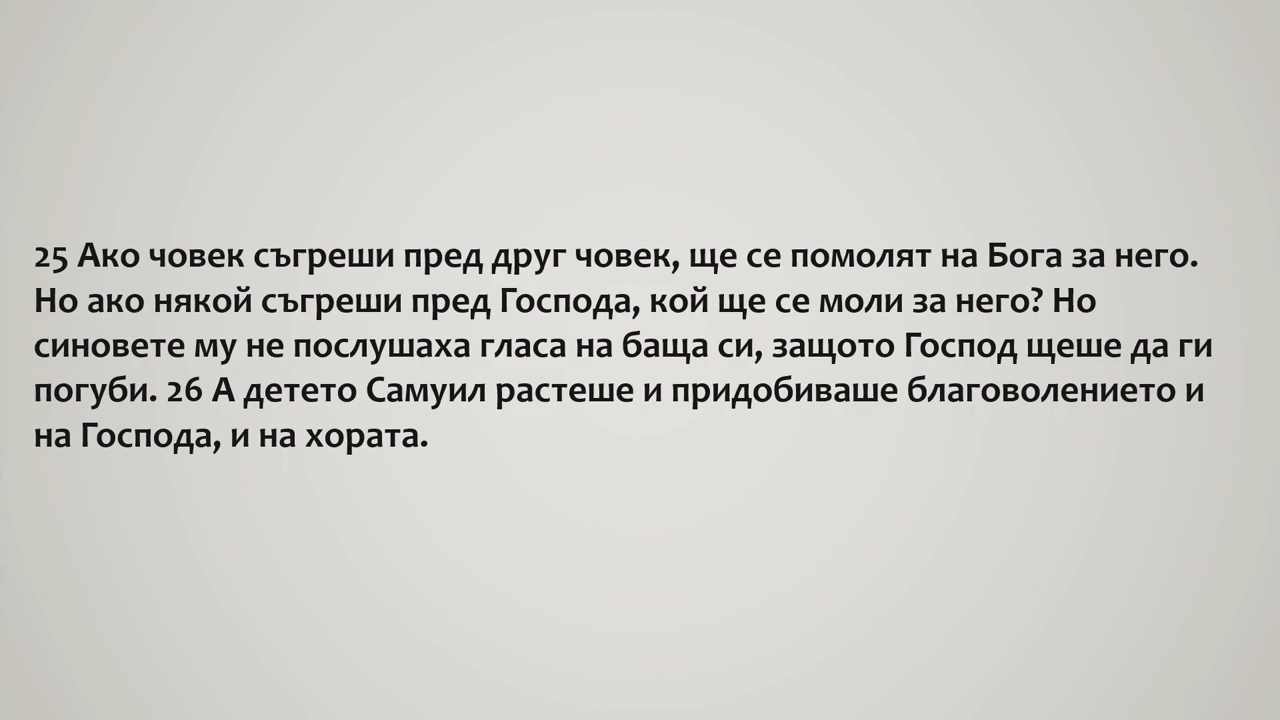 25 Ако човек съгреши пред друг човек, ще се помолят на Бога за него.
Но ако някой съгреши пред Господа, кой ще се моли за него? Но
синовете му не послушаха гласа на баща си, защото Господ щеше да ги
погуби. 26 А детето Самуил растеше и придобиваше благоволението и
на Господа, и на хората.